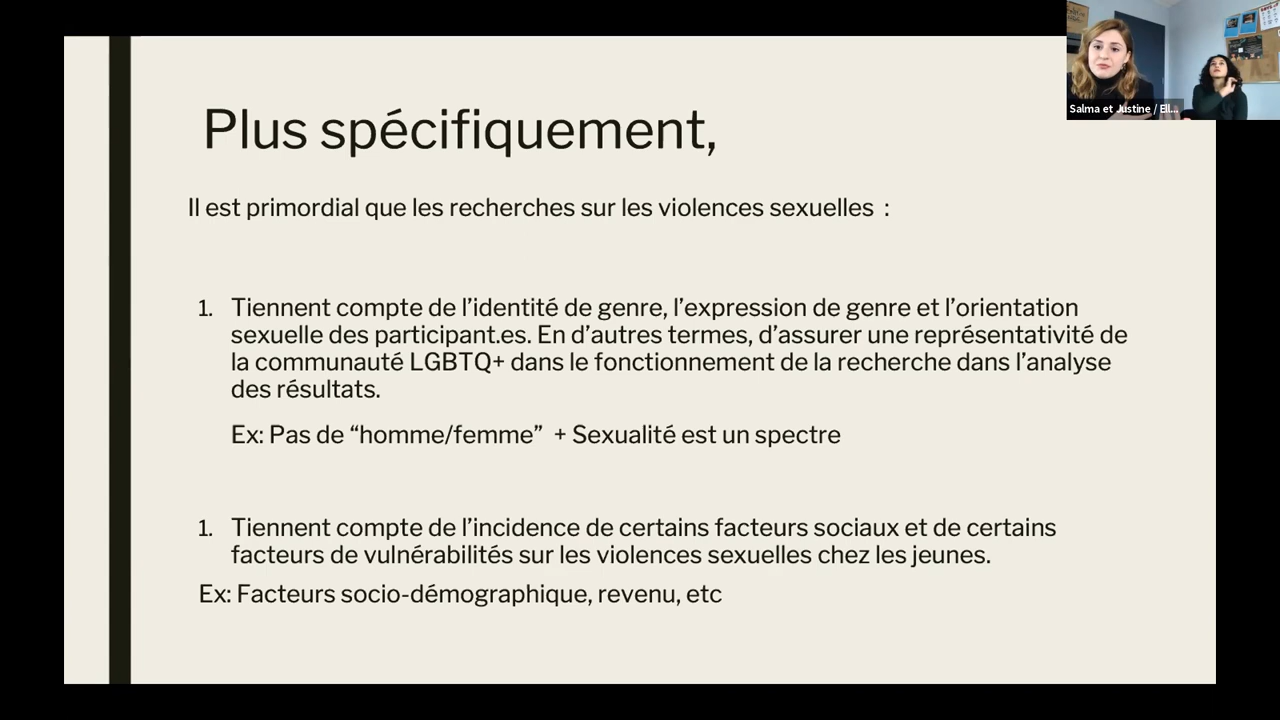 Plus spécifiquement,
Il est primordial que les recherches sur les violences sexuelles :
1. Tiennent compte de l’identité de genre, l’expression de genre et l’orientation
sexuelle des participant.es. En d’autres termes, d’assurer une représentativité de
la communauté LGBTQ+ dans le fonctionnement de la recherche dans l’analyse
des résultats.
Ex: Pas de “homme/femme” + Sexualité est un spectre
1. Tiennent compte de l’incidence de certains facteurs sociaux et de certains
facteurs de vulnérabilités sur les violences sexuelles chez les jeunes.
Ex: Facteurs socio-démographique, revenu, etc
Salma et Justine / Ell...